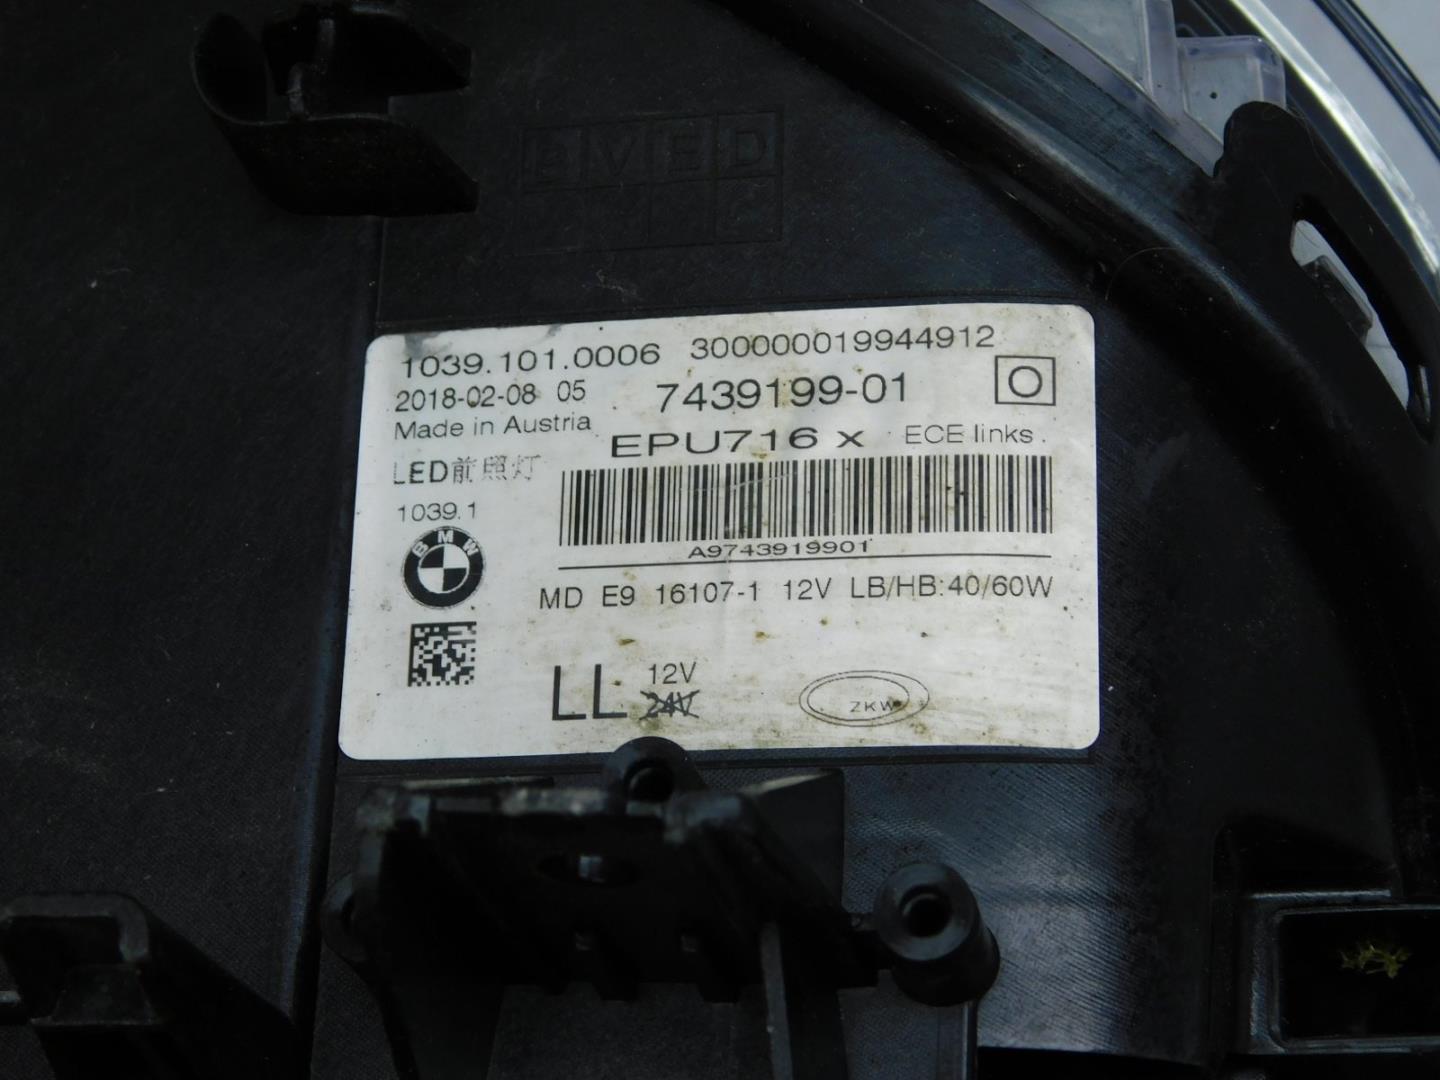 EVED
C
1039.101.0006 300000019944912
2018-02-08 05 7439199-01 O
Made in Austria EPU716 X ECE links.
LED前照灯
1039.1
A9743919901
BMW
MD E9 16107-1 12V LB/HB:40/60W
LL 12V
24V
ZKW